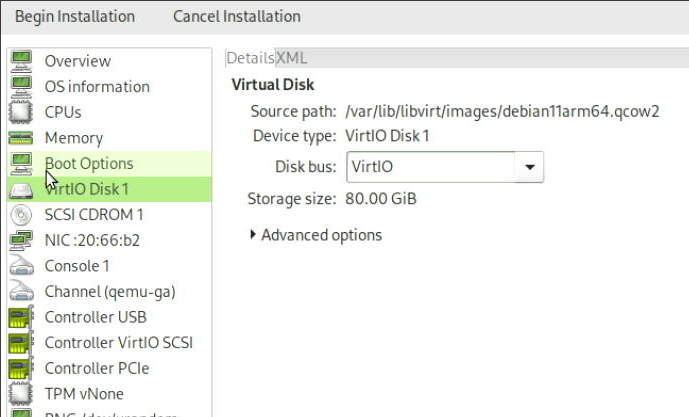 Begin Installation Cancel Installation
Overview
OS information
CPUs
Memory
Boot Options
VirtIO Disk 1
SCSI CDROM 1
NIC :20:66:b2
Console 1
Channel (qemu-ga)
Controller USB
Controller VirtIO SCSI
Controller PCIe
TPM vNone
RNG /dev/urandom
Details XML
Virtual Disk
Source path: /var/lib/libvirt/images/debian11arm64.qcow2
Device type: VirtIO Disk 1
Disk bus: VirtIO
Storage size: 80.00 GiB
Advanced options